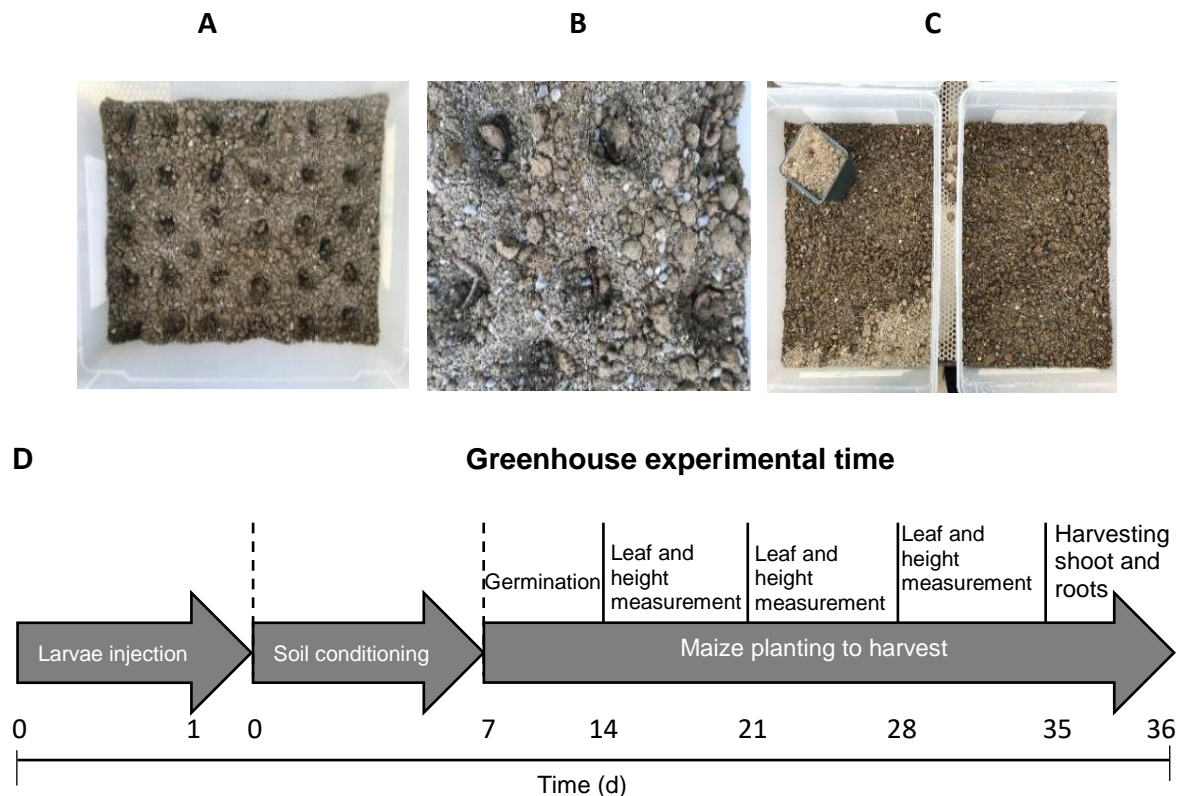 A
B
C
D
Greenhouse experimental time
Germination
Leaf and
height
measurement
Leaf and
height
measurement
Leaf and
height
measurement
Harvesting
shoot and
roots
Larvae injection
Soil conditioning
Maize planting to harvest
0 1 0 7 14 21 28 35 36
Time (d)